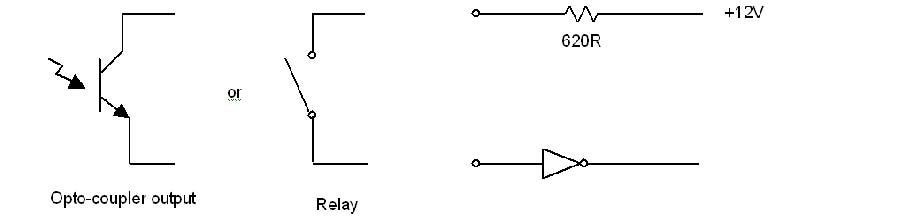 +12V
620R
or
Opto-coupler output
Relay